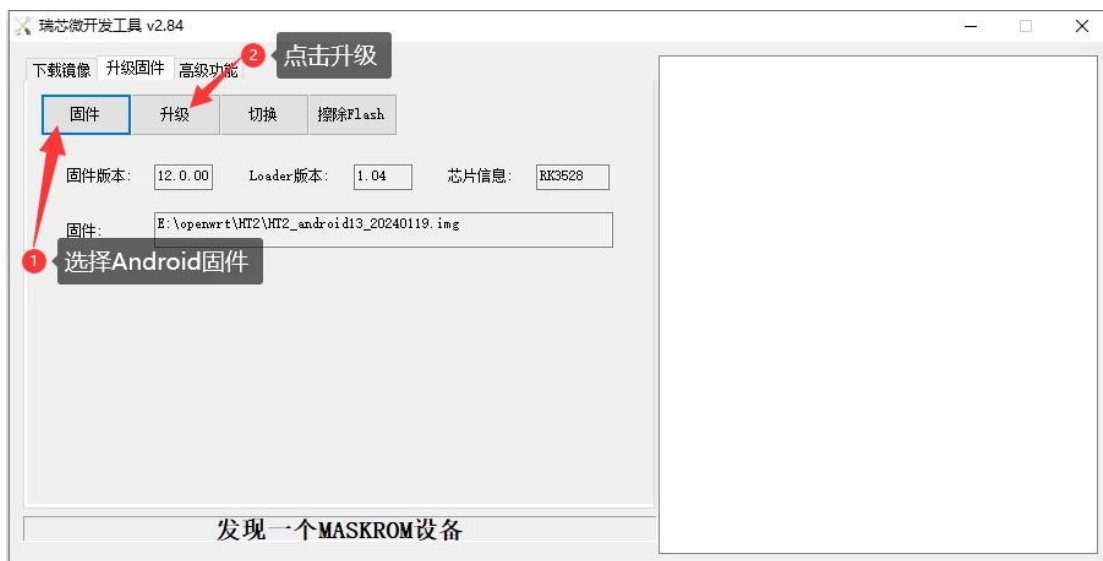 瑞芯微开发工具 v2.84
2 点击升级
下载镜像 升级固件 高级功能
固件 升级 切换 擦除Flash
固件版本: 12.0.00 Loader版本: 1.04 芯片信息: RK3528
固件: E:\openwrt\HT2\HT2_android13_20240119.img
1 选择Android固件
发现一个MASKROM设备